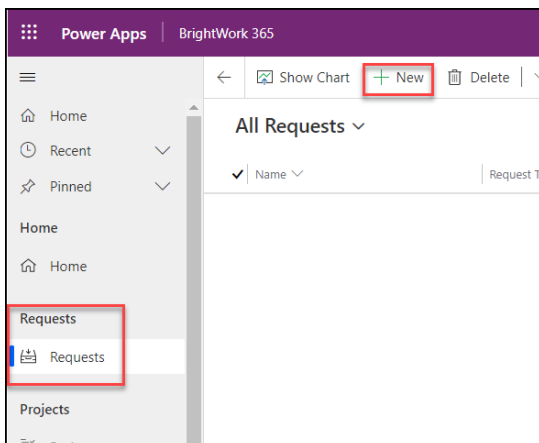 Power Apps BrightWork 365
Show Chart New Delete
Home
Recent
Pinned
Home
Home
Requests
Requests
Projects
All Requests
Name Request T